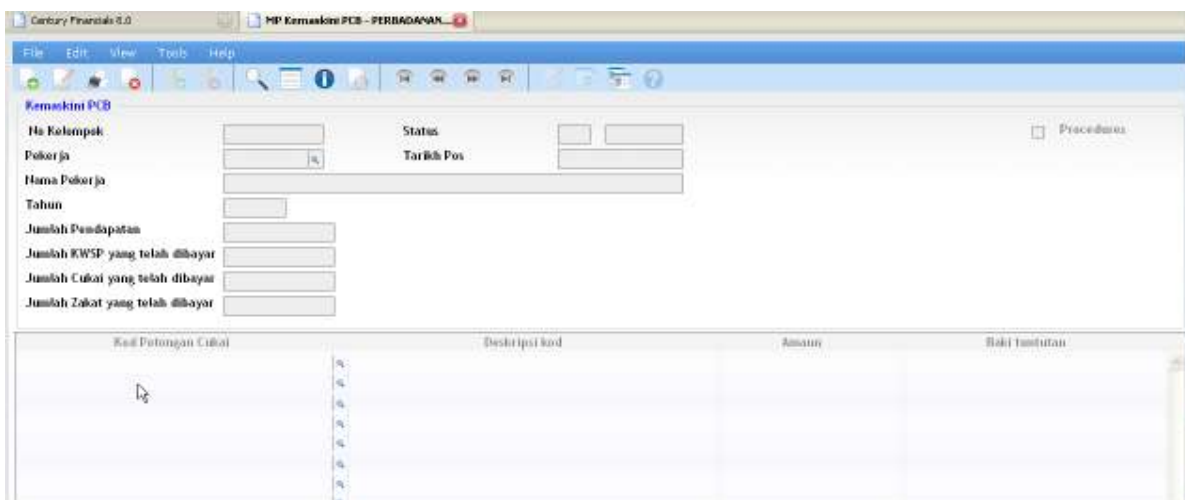 Century Financials 8.0 MP Kemaskini PCB - PERBADANAN...
File Edit View Tools Help
Kemaskini PCB
No Kelompok Status Procedures
Pekerja Tarikh Pos
Nama Pekerja
Tahun
Jumlah Pendapatan
Jumlah KWSP yang telah dibayar
Jumlah Cukai yang telah dibayar
Jumlah Zakat yang telah dibayar
Kod Potongan Cukai Deskripsi kod Amaun Baki tuntutan